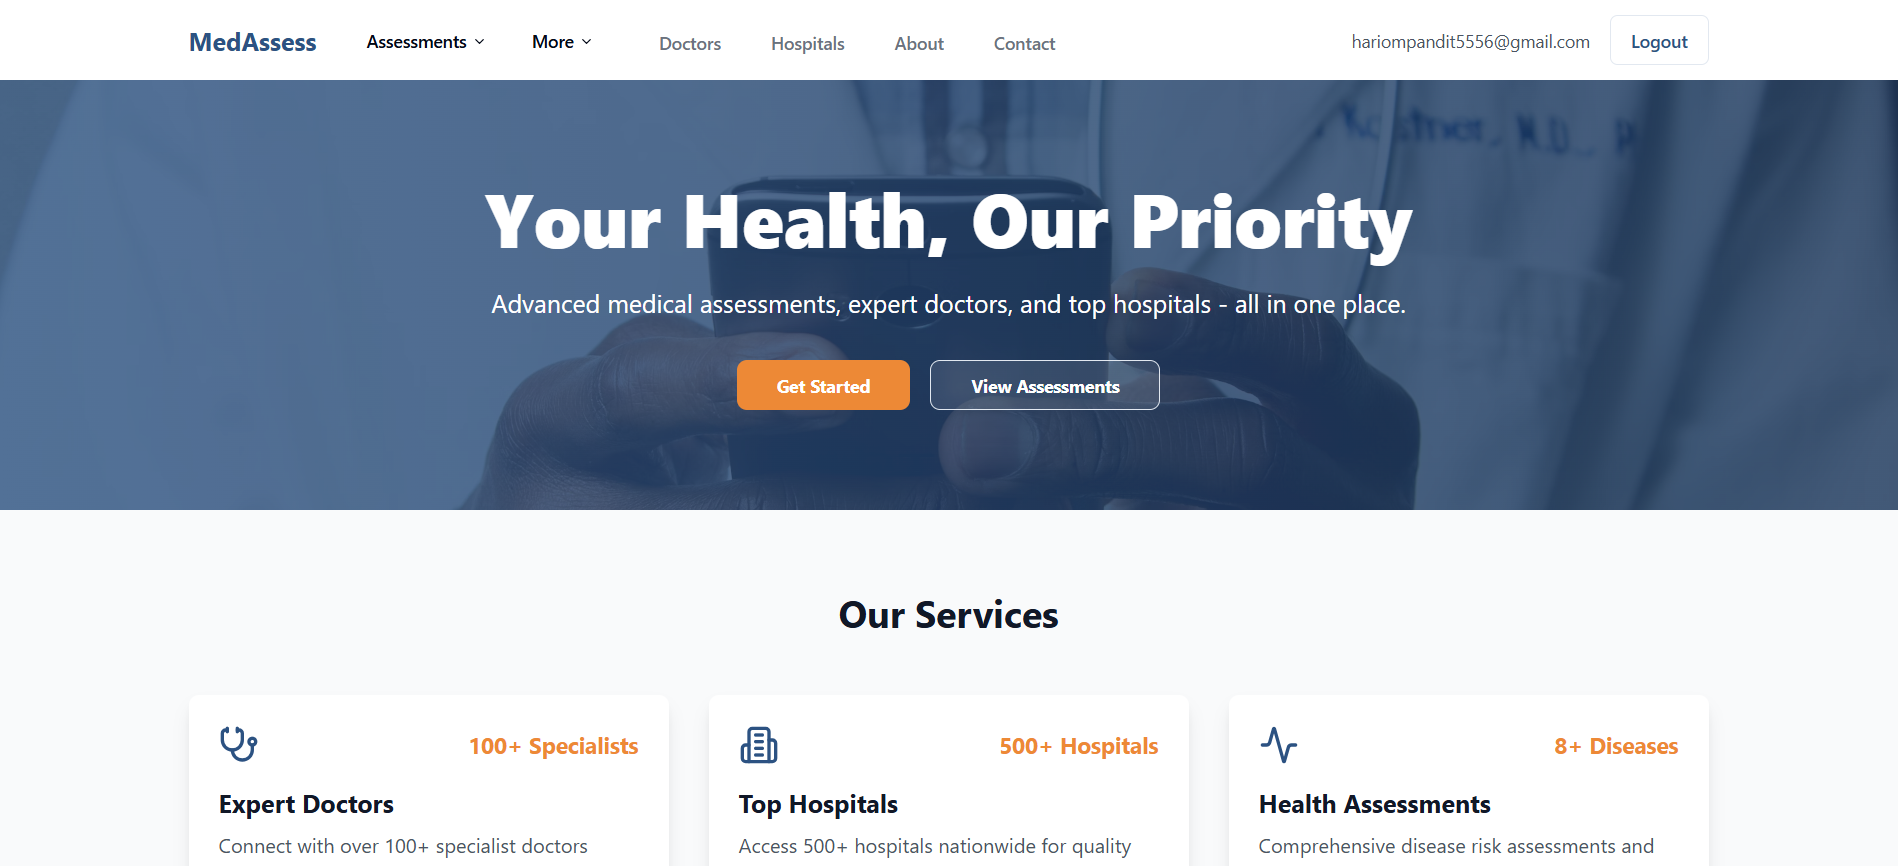 MedAssess
Assessments
More
Doctors
Hospitals
About
Contact
hariompandit5556@gmail.com
Logout
Your Health, Our Priority
Advanced medical assessments, expert doctors, and top hospitals - all in one place.
Get Started
View Assessments
Our Services
100+ Specialists
Expert Doctors
Connect with over 100+ specialist doctors
500+ Hospitals
Top Hospitals
Access 500+ hospitals nationwide for quality
8+ Diseases
Health Assessments
Comprehensive disease risk assessments and